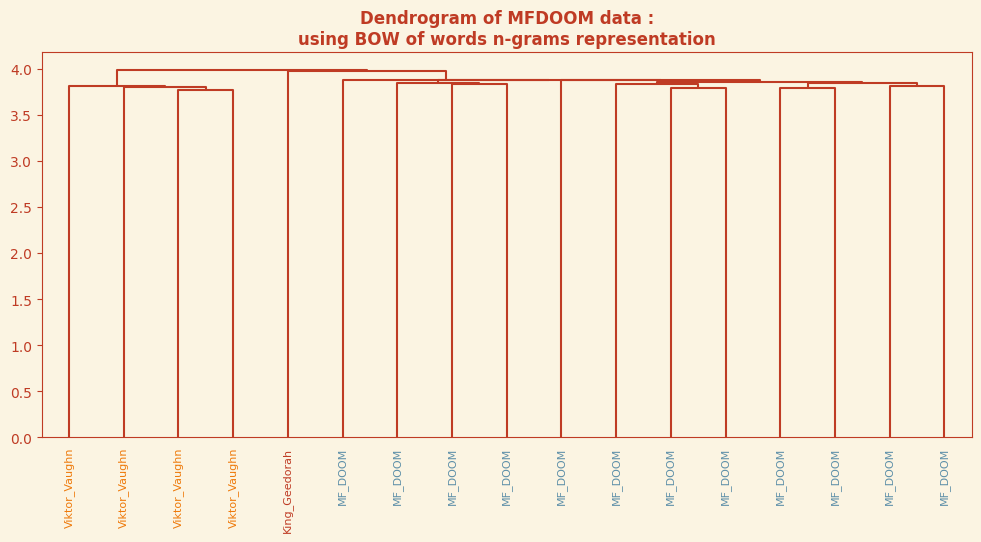 Dendrogram of MFDOOM data :
using BOW of words n-grams representation
4.0
3.5
3.0
2.5
2.0
1.5
1.0
0.5
0.0
Viktor_Vaughn
Viktor_Vaughn
Viktor_Vaughn
Viktor_Vaughn
King_Geedorah
MF_DOOM
MF_DOOM
MF_DOOM
MF_DOOM
MF_DOOM
MF_DOOM
MF_DOOM
MF_DOOM
MF_DOOM
MF_DOOM
MF_DOOM
MF_DOOM